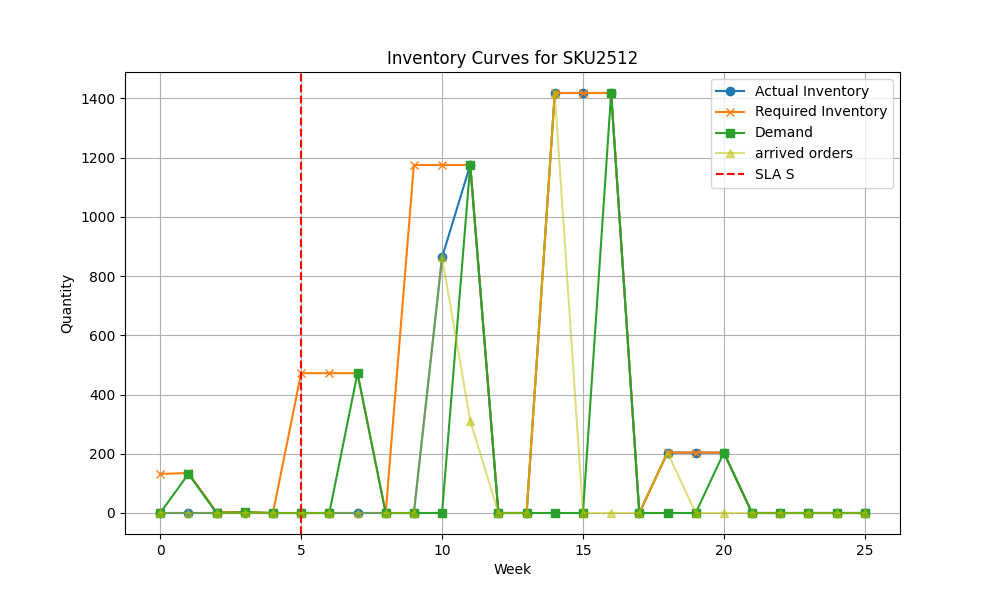 Inventory Curves for SKU2512
Actual Inventory
Required Inventory
Demand
arrived orders
SLA S
Quantity
1400
1200
1000
800
600
400
200
0
0 5 10 15 20 25
Week